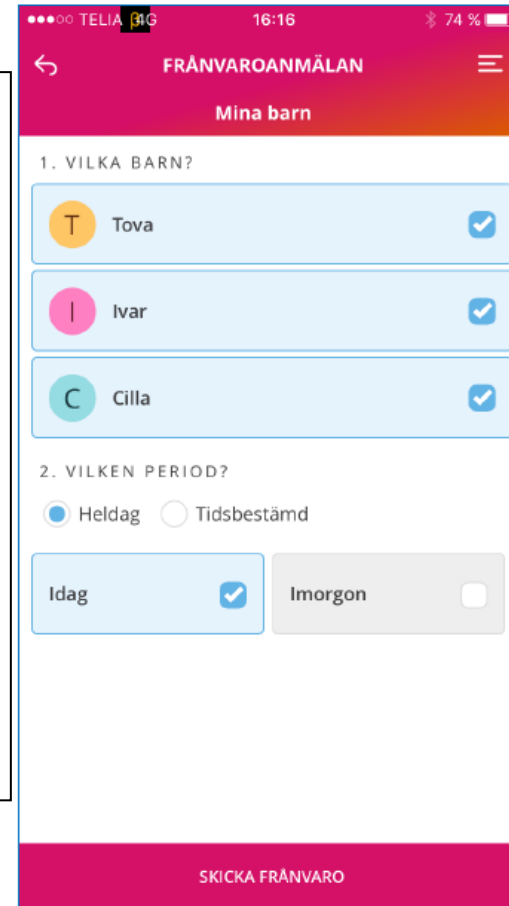 TELIA β4G 16:16 74 %
FRÅNVAROANMÄLAN
Mina barn
1. VILKA BARN?
T Tova
I Ivar
C Cilla
2. VILKEN PERIOD?
Heldag Tidsbestämd
Idag Imorgon
SKICKA FRÅNVARO